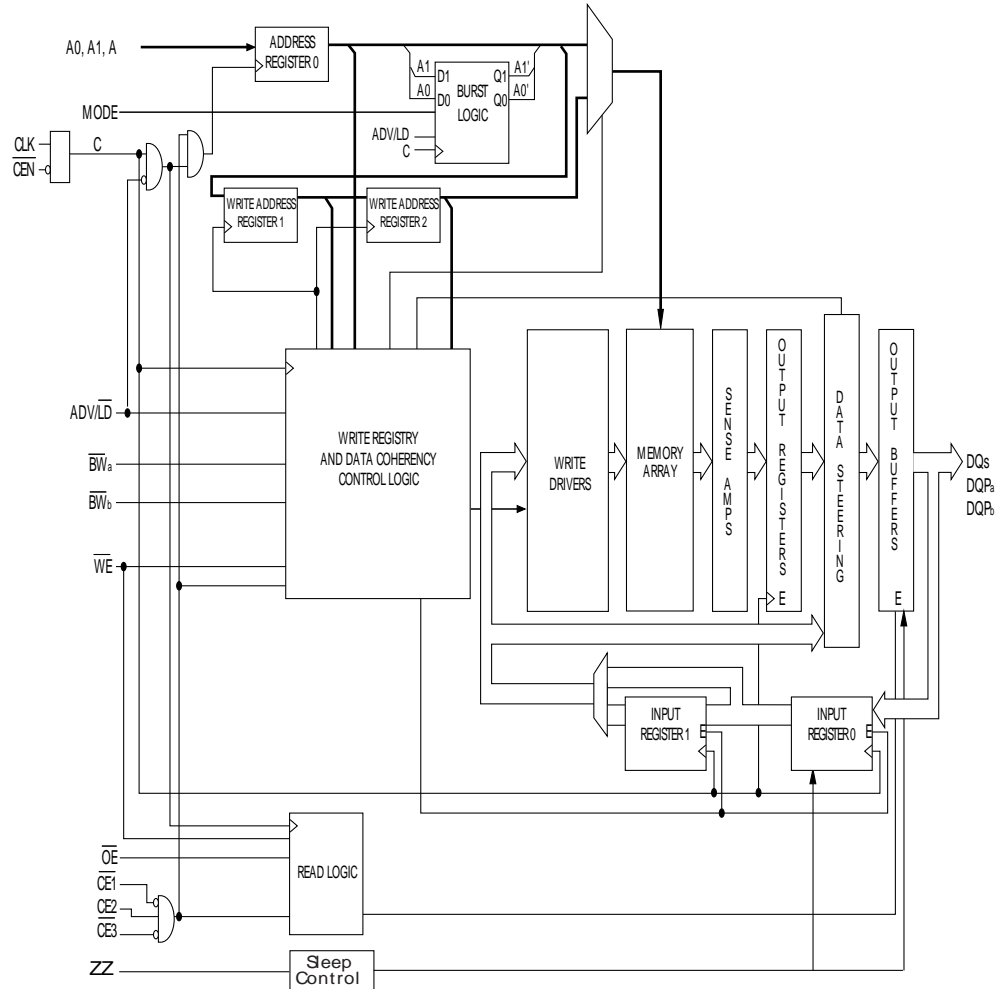 A0, A1, A
ADDRESS
REGISTER 0
A1
A0
D1
D0
BURST
LOGIC
Q1
Q0
A1'
A0'
MODE
ADV/LD
C
CLK
CEN
C
WRITE ADDRESS
REGISTER 1
WRITE ADDRESS
REGISTER 2
ADV/LD
BWa
BWb
WE
WRITE REGISTRY
AND DATA COHERENCY
CONTROL LOGIC
WRITE
DRIVERS
MEMORY
ARRAY
SENSE AMPS
OUTPUT REGISTERS
E
DATA STEERING
OUTPUT BUFFERS
E
DQs
DQPa
DQPb
INPUT
REGISTER 1
E
INPUT
REGISTER 0
E
OE
CE1
CE2
CE3
READ LOGIC
ZZ
Sleep
Control